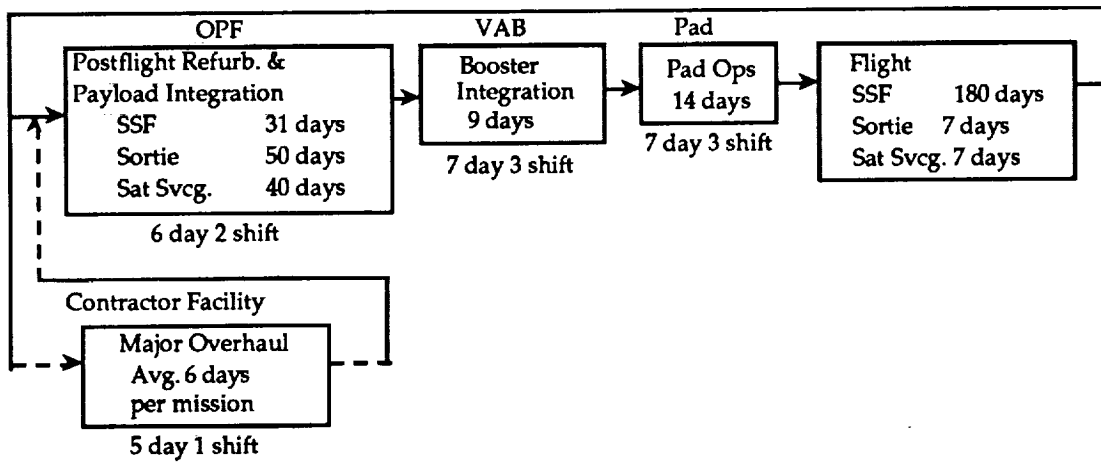 OPF
Postflight Refurb. &
Payload Integration
SSF 31 days
Sortie 50 days
Sat Svcg. 40 days
6 day 2 shift
VAB
Booster
Integration
9 days
7 day 3 shift
Pad
Pad Ops
14 days
7 day 3 shift
Flight
SSF 180 days
Sortie 7 days
Sat Svcg. 7 days
Contractor Facility
Major Overhaul
Avg. 6 days
per mission
5 day 1 shift